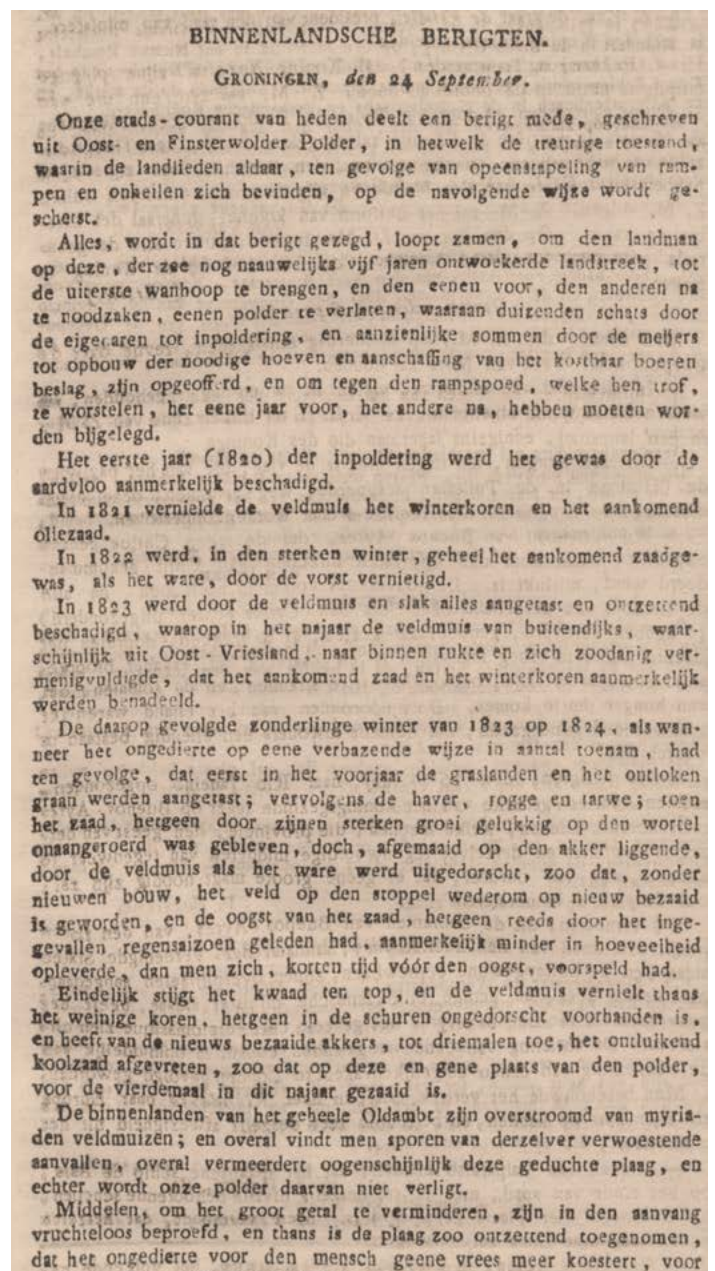 BINNENLANDSCHE BERIGTEN.
GRONINGEN, den 24 September.
Onze stads-courant van heden deelt een berigt mede, geschreven
uit Oost- en Finsterwolder Polder, in hetwelk de treurige toestand,
waarin de landlieden aldaar, ten gevolge van opeenstapeling van ram-
pen en onheilen zich bevinden, op de navolgende wijze wordt ge-
schetst.
Alles, wordt in dat berigt gezegd, loopt zamen, om den landman
op deze, der zee nog naauwelijks vijf jaren ontwoekerde landstreek, tot
de uiterste wanhoop te brengen, en den eenen voor, den anderen na
te noodzaken, eenen polder te verlaten, waaraan duizenden schats door
de eigenaren tot inpoldering, en aanzienlijke sommen door de meijers
tot opbouw der noodige hoeven en aanschaffing van het kostbaar boeren
beslag, zijn opgeofferd, en om tegen den rampspoed, welke hen trof,
te worstelen, het eene jaar voor, het andere na, hebben moeten wor-
den bijgelegd.
Het eerste jaar (1820) der inpoldering werd het gewas door de
aardvloo aanmerkelijk beschadigd.
In 1821 vernielde de veldmuis het winterkoren en het aankomend
oliezaad.
In 1822 werd, in den sterken winter, geheel het aankomend zaadge-
was, als het ware, door de vorst vernietigd.
In 1823 werd door de veldmuis en slak alles aangetast en ontzettend
beschadigd, waarop in het najaar de veldmuis van buitendijks, waar-
schijnlijk uit Oost-Vriesland, naar binnen rukte en zich zoodanig ver-
menigvuldigde, dat het aankomend zaad en het winterkoren aanmerkelijk
werden benadeeld.
De daarop gevolgde zonderlinge winter van 1823 op 1824, als wan-
neer het ongedierte op eene verbazende wijze in aantal toenam, had
ten gevolge, dat eerst in het voorjaar de graslanden en het ontloken
graan werden aangetast; vervolgens de haver, rogge en tarwe; toen
het zaad, hetgeen door zijnen sterken groei gelukkig op den wortel
onaangeroerd was gebleven, doch, afgemaaid op den akker liggende,
door de veldmuis als het ware werd uitgedorscht, zoo dat, zonder
nieuwen bouw, het veld op den stoppel wederom op nieuw bezaaid
is geworden, en de oogst van het zaad, hetgeen reeds door het inge-
gevallen regensaizoen geleden had, aanmerkelijk minder in hoeveelheid
opleverde, dan men zich, korten tijd vóór den oogst, voorspeld had.
Eindelijk stijgt het kwaad ten top, en de veldmuis vernielt thans
het weinige koren, hetgeen in de schuren ongedorscht voorhanden is,
en heeft van de nieuws bezaaide akkers, tot driemalen toe, het ontluikend
koolzaad afgevreten, zoo dat op deze en gene plaats van den polder,
voor de vierdemaal in dit najaar gezaaid is.
De binnenlanden van het geheele Oldambt zijn overstroomd van myria-
den veldmuizen; en overal vindt men sporen van derzelver verwoestende
aanvallen, overal vermeerdert oogenschijnlijk deze geduchte plaag, en
echter wordt onze polder daarvan niet verligt.
Middelen, om het groot getal te verminderen, zijn in den aanvang
vruchteloos beproefd, en thans is de plaag zoo ontzettend toegenomen,
dat het ongedierte voor den mensch geene vrees meer koestert, voor